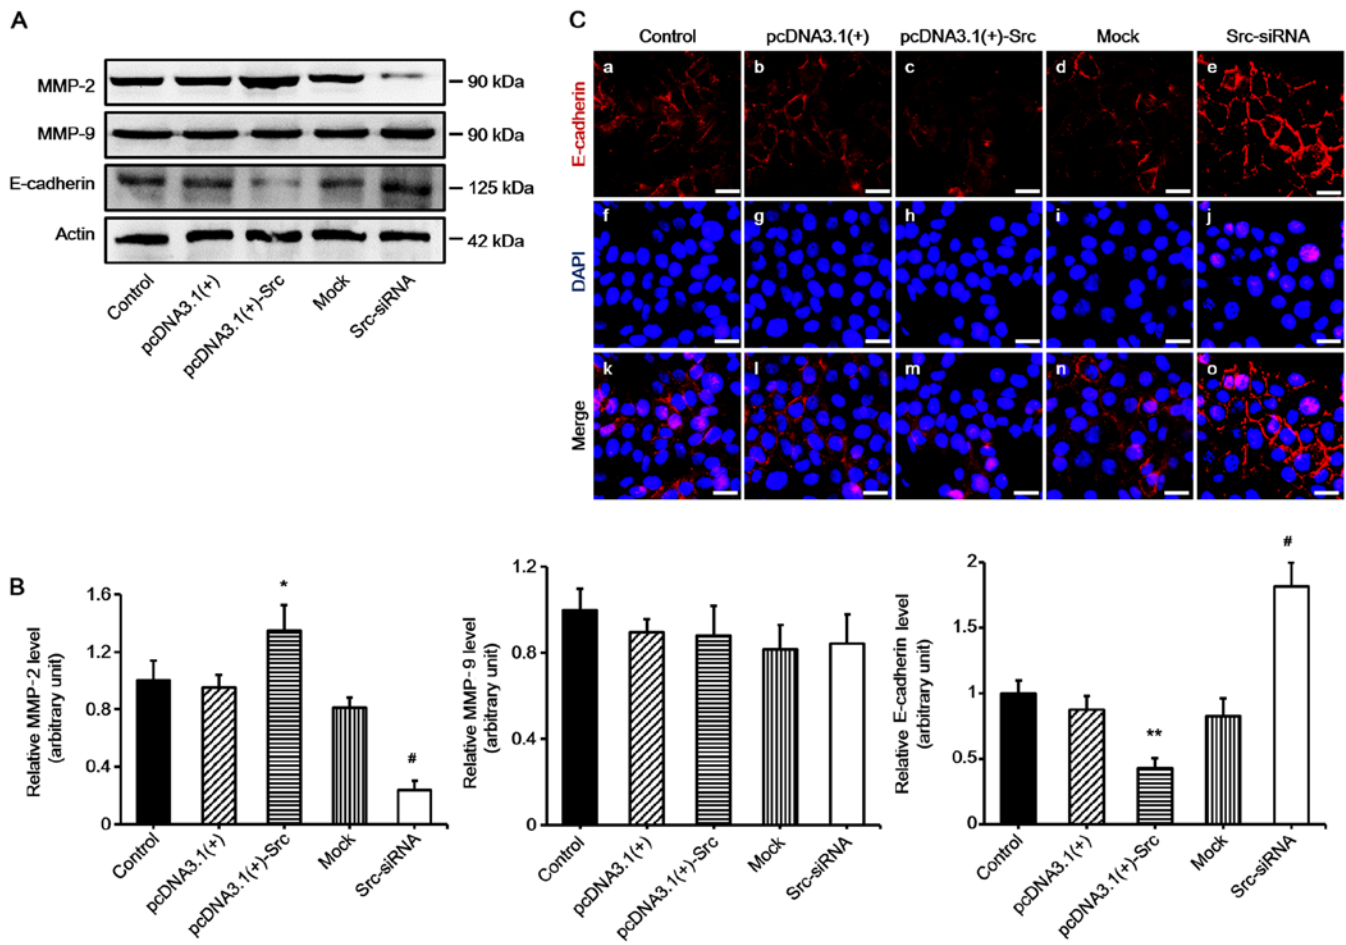 A
MMP-2
90 kDa
MMP-9
90 kDa
E-cadherin
125 kDa
Actin
42 kDa
Control
pcDNA3.1(+)
pcDNA3.1(+)-Src
Mock
Src-siRNA
C
Control
pcDNA3.1(+)
pcDNA3.1(+)-Src
Mock
Src-siRNA
E-cadherin
a
b
c
d
e
DAPI
f
g
h
i
j
Merge
k
l
m
n
o
B
Relative MMP-2 level
(arbitrary unit)
1.6
1.2
0.8
0.4
0
*
#
Control
pcDNA3.1(+)
pcDNA3.1(+)-Src
Mock
Src-siRNA
Relative MMP-9 level
(arbitrary unit)
1.2
0.8
0.4
0
Control
pcDNA3.1(+)
pcDNA3.1(+)-Src
Mock
Src-siRNA
Relative E-cadherin level
(arbitrary unit)
2
1.5
1
0.5
0
**
#
Control
pcDNA3.1(+)
pcDNA3.1(+)-Src
Mock
Src-siRNA